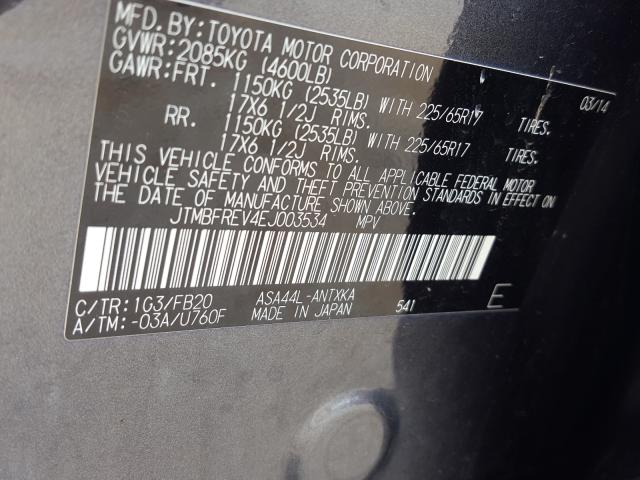 MFD.BY:TOYOTA MOTOR CORPORATION 03/14
GVWR:2085KG (4600LB)
GAWR:FRT. 1150KG (2535LB) WITH 225/65R17 TIRES.
17X6 1/2J RIMS.
RR. 1150KG (2535LB) WITH 225/65R17 TIRES.
17X6 1/2J RIMS.
THIS VEHICLE CONFORMS TO ALL APPLICABLE FEDERAL MOTOR
VEHICLE SAFETY AND THEFT PREVENTION STANDARDS IN EFFECT ON
THE DATE OF MANUFACTURE SHOWN ABOVE.
JTMBFREV4EJ003534 MPV
C/TR:1G3/FB20 ASA44L-ANTXKA
A/TM:-03A/U760F MADE IN JAPAN 541 E